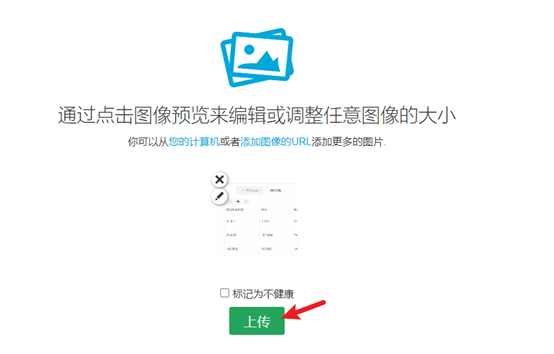 通过点击图像预览来编辑或调整任意图像的大小
你可以从您的计算机或者添加图像的URL添加更多的图片.
标记为不健康
上传